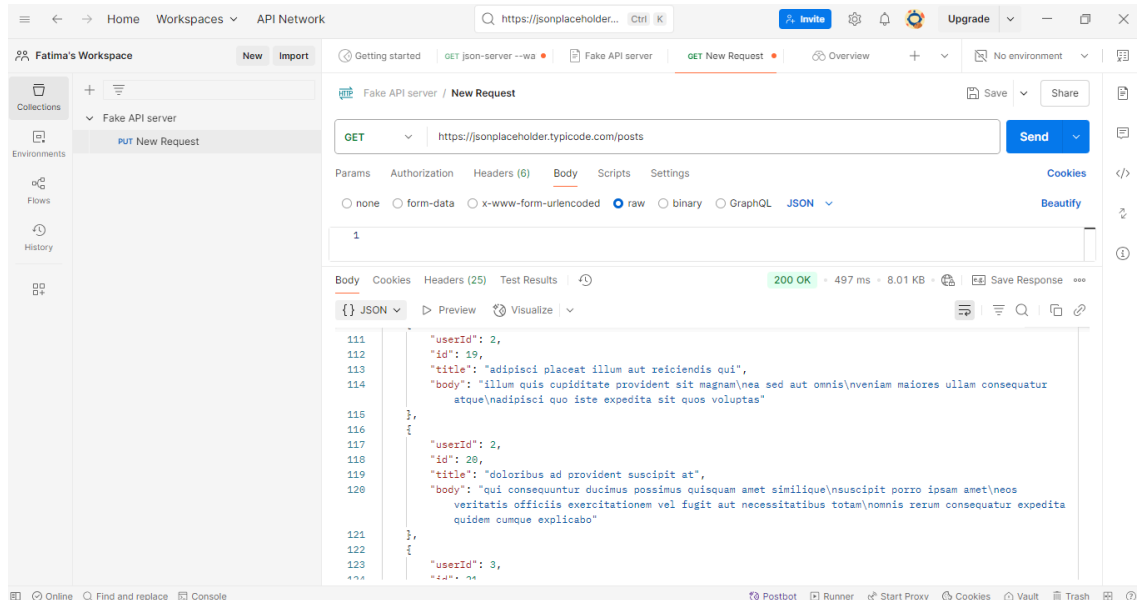 Home Workspaces API Network https://jsonplaceholder... Ctrl K Invite Upgrade
Fatima's Workspace New Import Getting started GET json-server --wa Fake API server GET New Request Overview No environment
Collections
Environments
Flows
History
Fake API server
PUT New Request
HTTP Fake API server / New Request Save Share
GET https://jsonplaceholder.typicode.com/posts Send
Params Authorization Headers (6) Body Scripts Settings Cookies
none form-data x-www-form-urlencoded raw binary GraphQL JSON Beautify
1
Body Cookies Headers (25) Test Results 200 OK 497 ms 8.01 KB e.g. Save Response
{} JSON Preview Visualize
111 "userId": 2,
112 "id": 19,
113 "title": "adipisci placeat illum aut reiciendis qui",
114 "body": "illum quis cupiditate provident sit magnam\nea sed aut omnis\nveniam maiores ullam consequatur
atque\nadipisci quo iste expedita sit quos voluptas"
115 },
116 {
117 "userId": 2,
118 "id": 20,
119 "title": "doloribus ad provident suscipit at",
120 "body": "qui consequuntur ducimus possimus quisquam amet similique\nsuscipit porro ipsam amet\neos
veritatis officiis exercitationem vel fugit aut necessitatibus totam\nomnis rerum consequatur expedita
quidem cumque explicabo"
121 },
122 {
123 "userId": 3,
124 "id": 21
Online Find and replace Console Postbot Runner Start Proxy Cookies Vault Trash